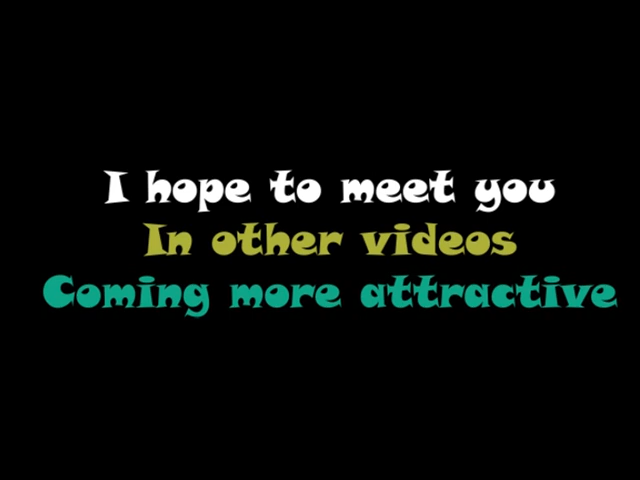 I hope to meet you
In other videos
Coming more attractive